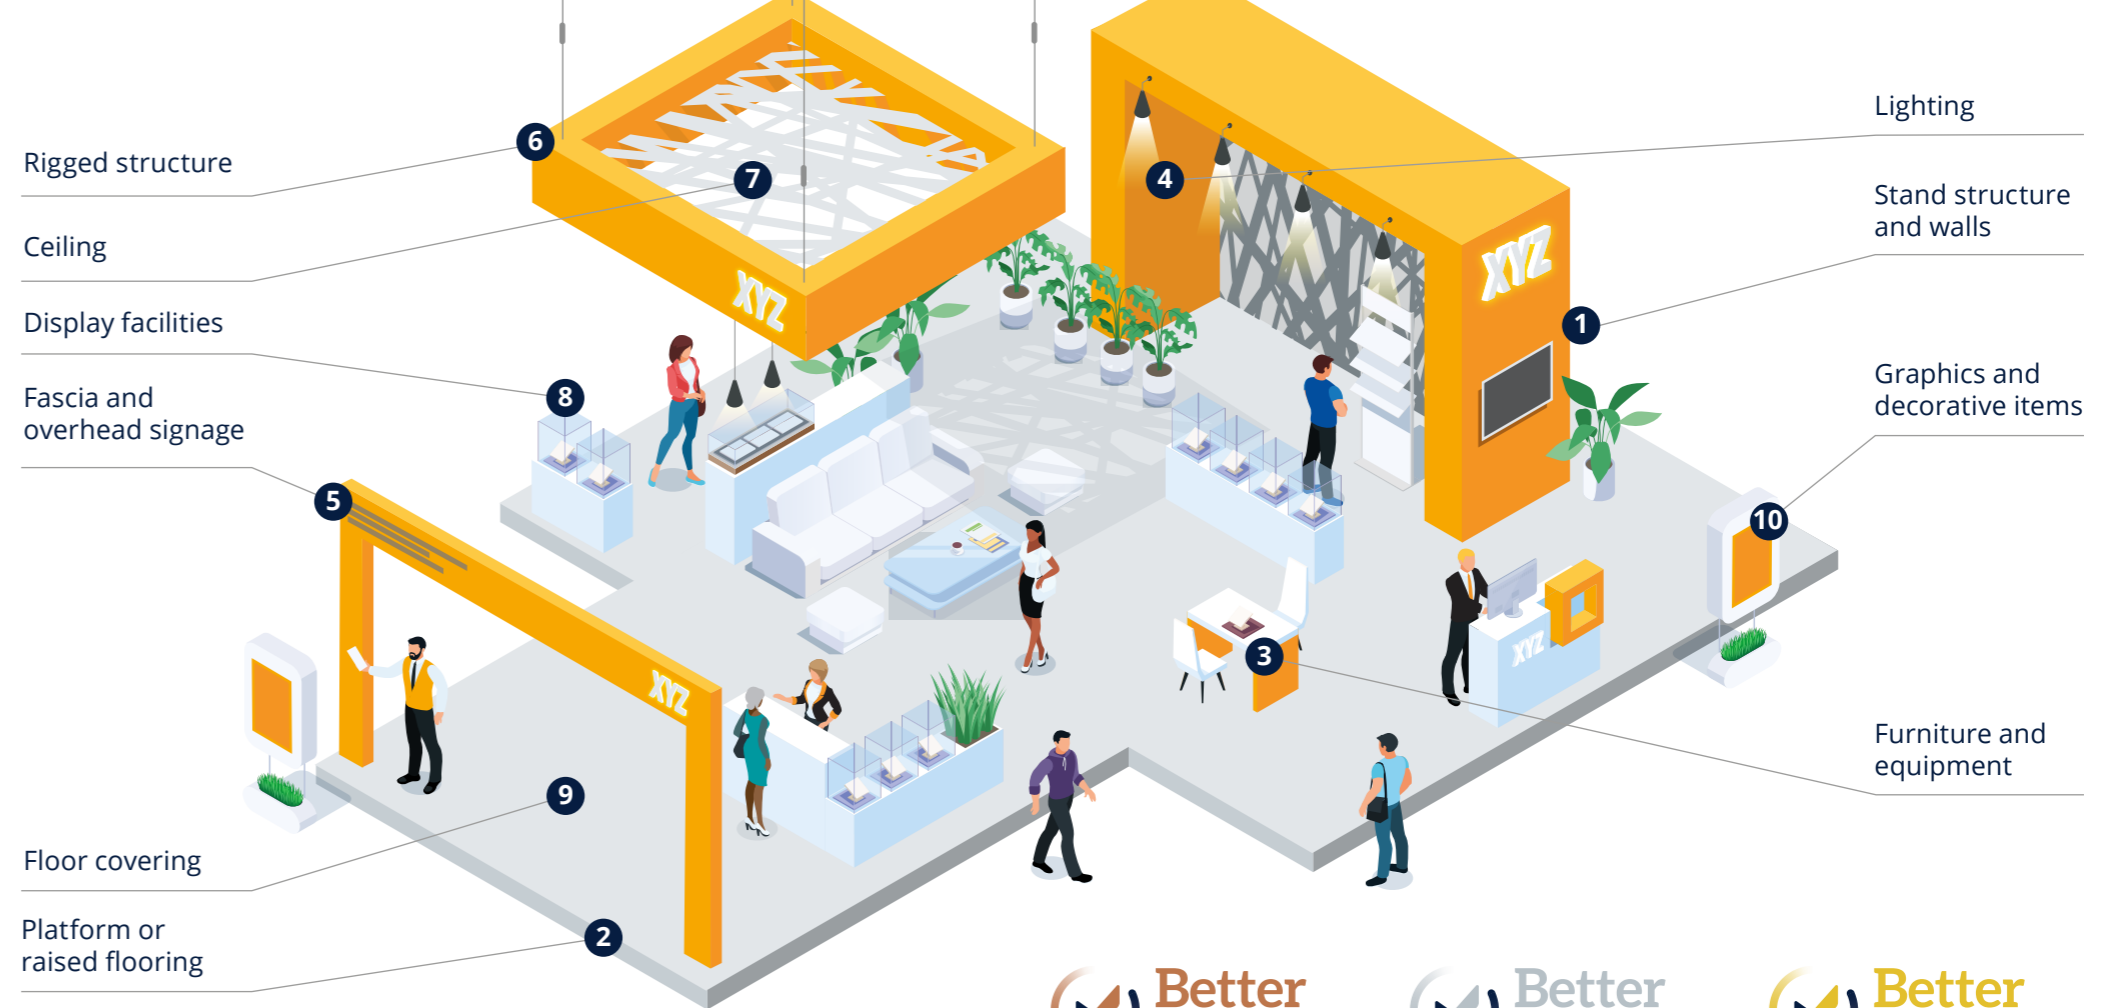 Rigged structure
Ceiling
Display facilities
Fascia and
overhead signage
Floor covering
Platform or
raised flooring
Lighting
Stand structure
and walls
Graphics and
decorative items
Furniture and
equipment
6
7
4
1
8
5
10
3
9
2
XYZ
XYZ
XYZ
XYZ
Better
Better
Better